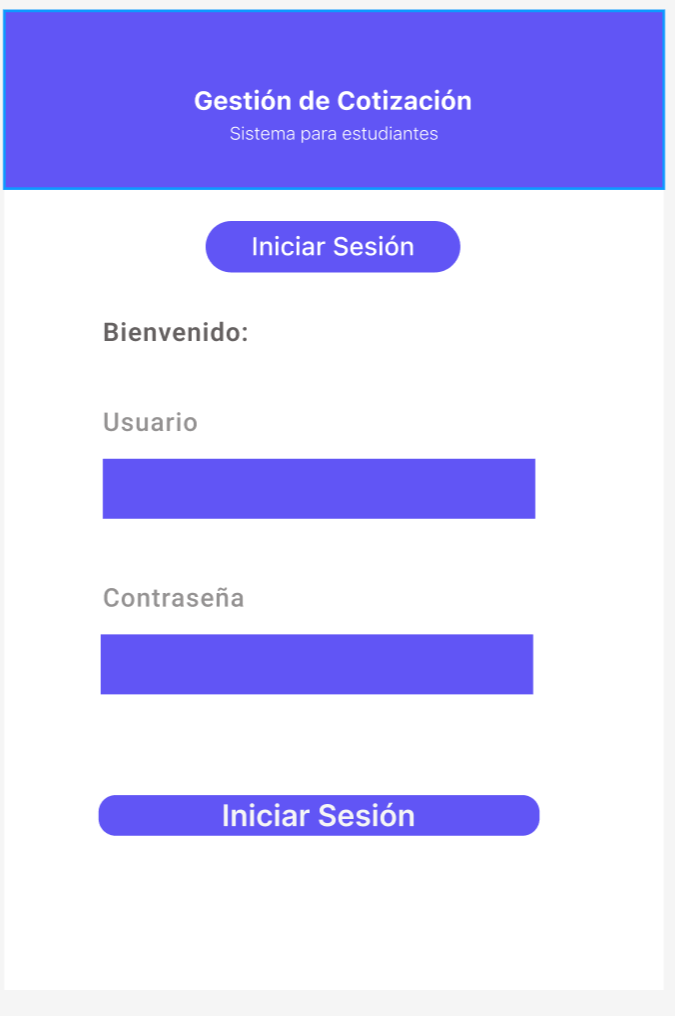 Gestión de Cotización
Sistema para estudiantes
Iniciar Sesión
Bienvenido:
Usuario
Contraseña
Iniciar Sesión